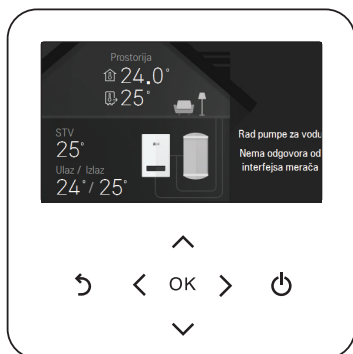 Prostorija
24.0°
25°
STV
25°
Ulaz / Izlaz
24°/ 25°
Rad pumpe za vodu
Nema odgovora od
interfejsa merača
OK